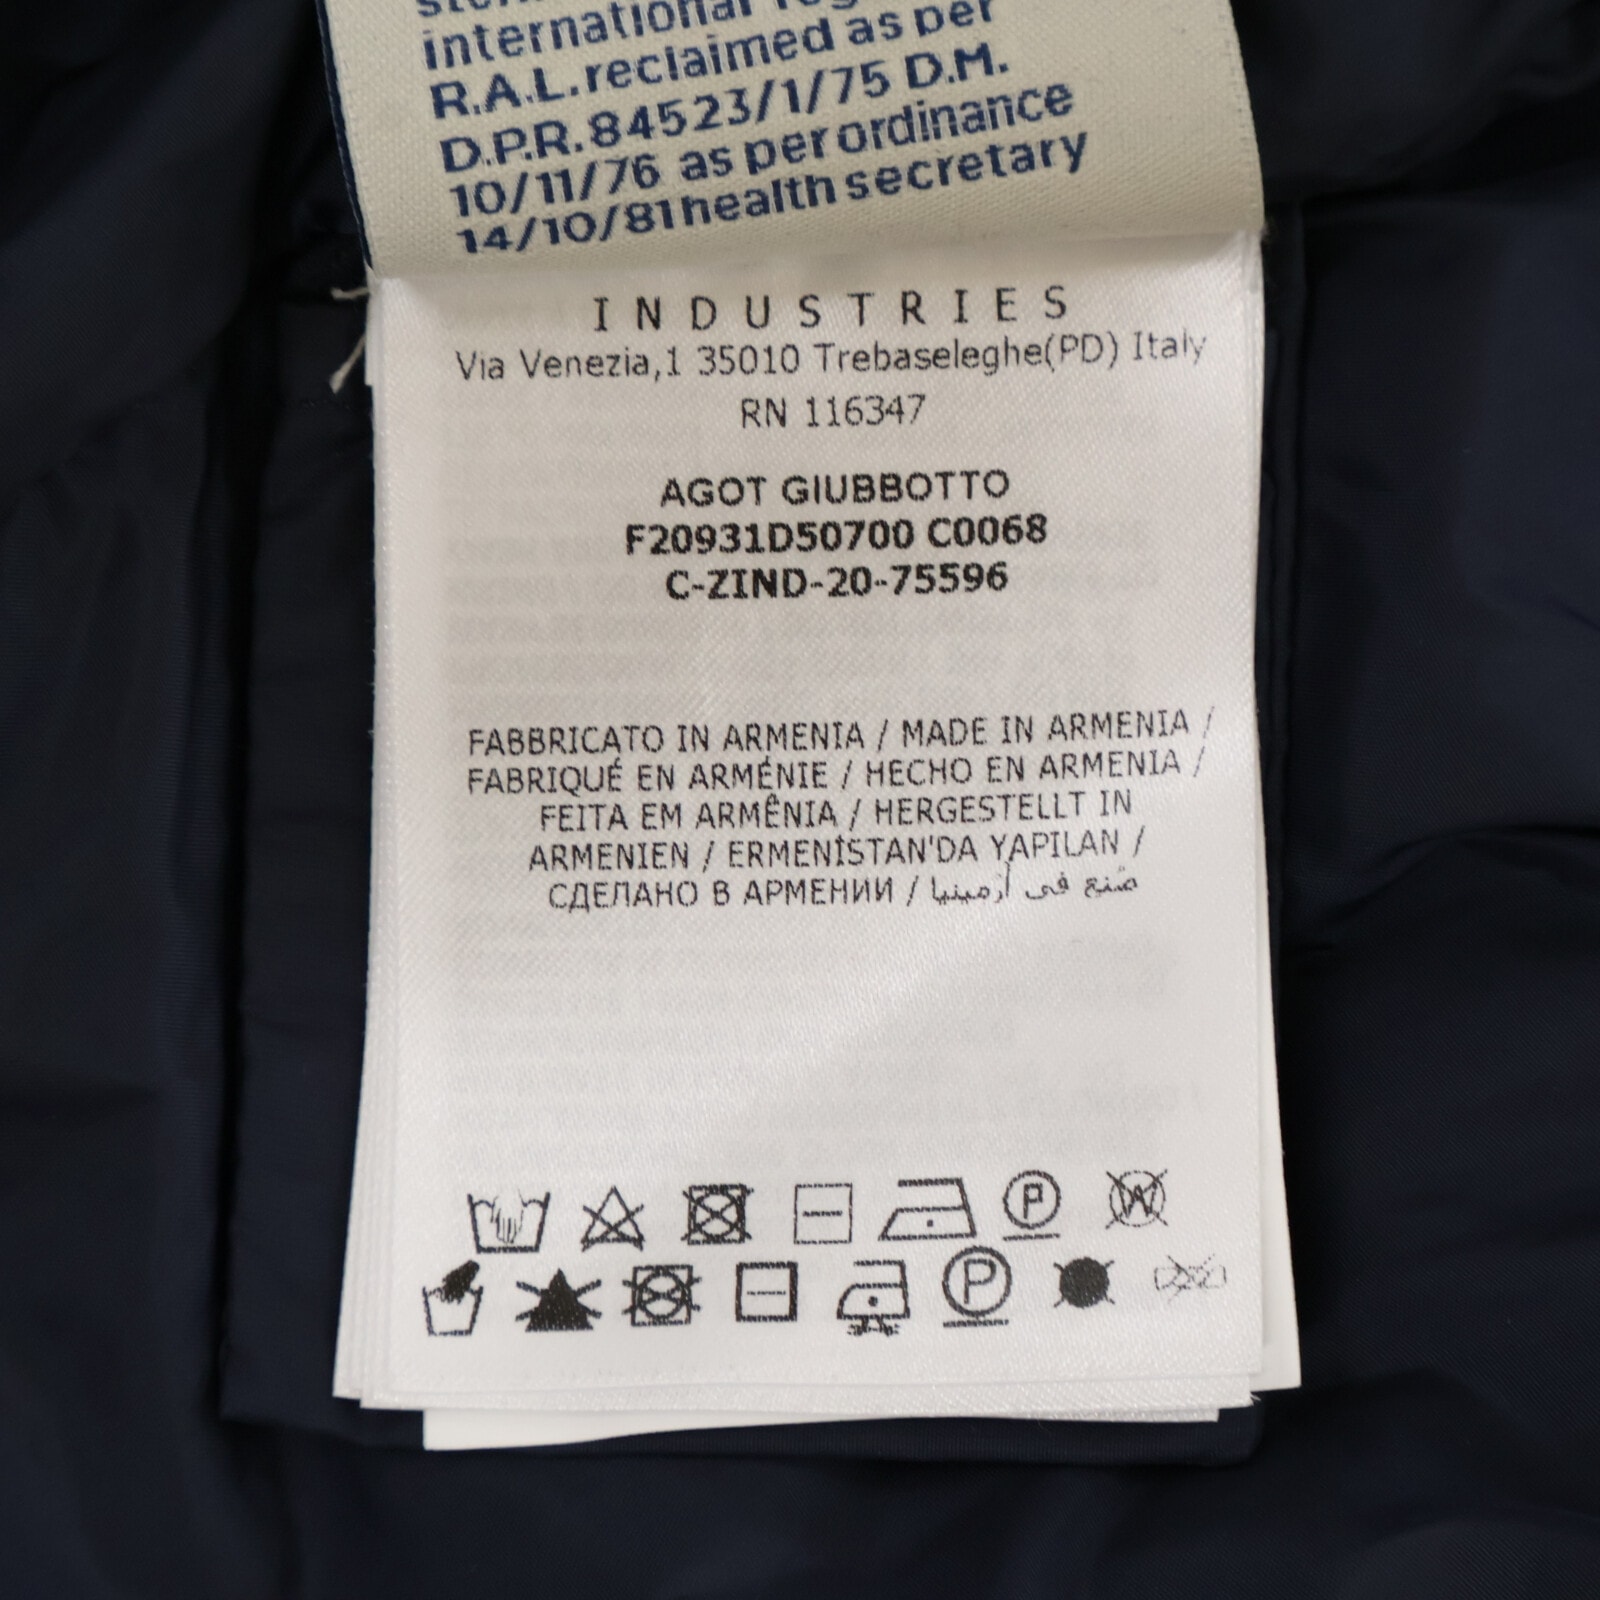 international
R.A.L. reclaimed as per
D.P.R. 84523/1/75 D.M.
10/11/76 as per ordinance
14/10/81 health secretary
INDUSTRIES
Via Venezia,1 35010 Trebaseleghe(PD) Italy
RN 116347
AGOT GIUBBOTTO
F20931D50700 C0068
C-ZIND-20-75596
FABBRICATO IN ARMENIA / MADE IN ARMENIA /
FABRIQUÉ EN ARMÉNIE / HECHO EN ARMENIA /
FEITA EM ARMÊNIA / HERGESTELLT IN
ARMENIEN / ERMENİSTAN'DA YAPILAN /
СДЕЛАНО В АРМЕНИИ / صُنع في أرمينيا
P W
P